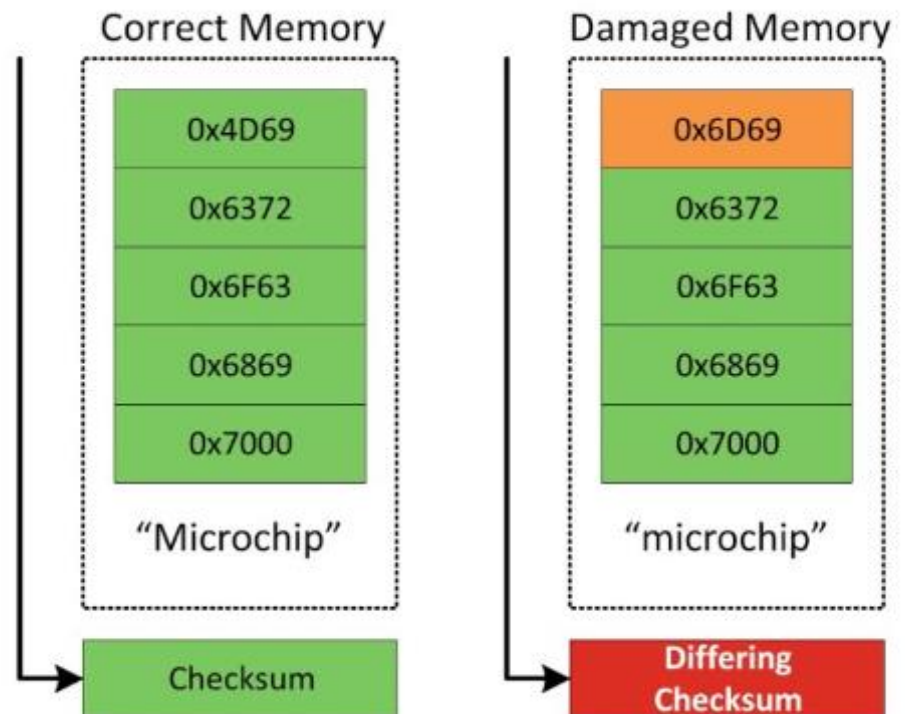 Correct Memory
0x4D69
0x6372
0x6F63
0x6869
0x7000
“Microchip”
Checksum
Damaged Memory
0x6D69
0x6372
0x6F63
0x6869
0x7000
“microchip”
Differing
Checksum